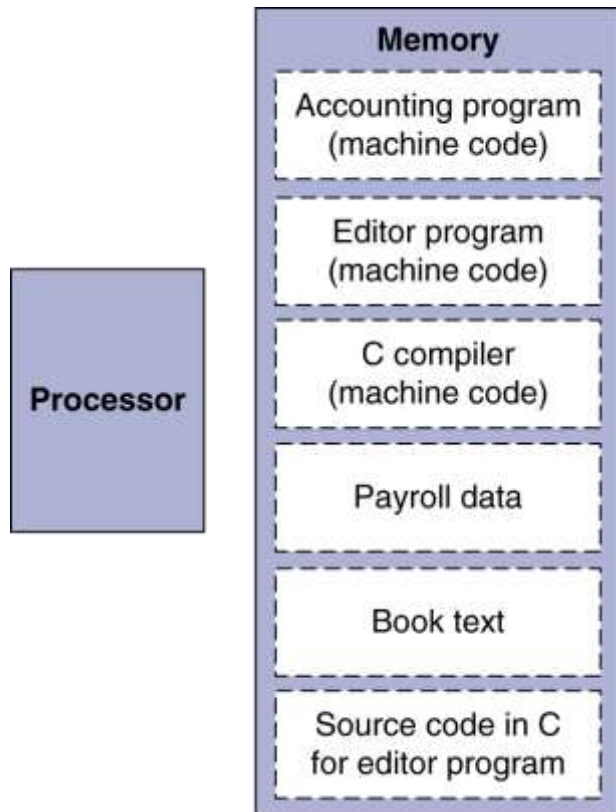 Memory
Accounting program
(machine code)
Editor program
(machine code)
C compiler
(machine code)
Processor
Payroll data
Book text
Source code in C
for editor program